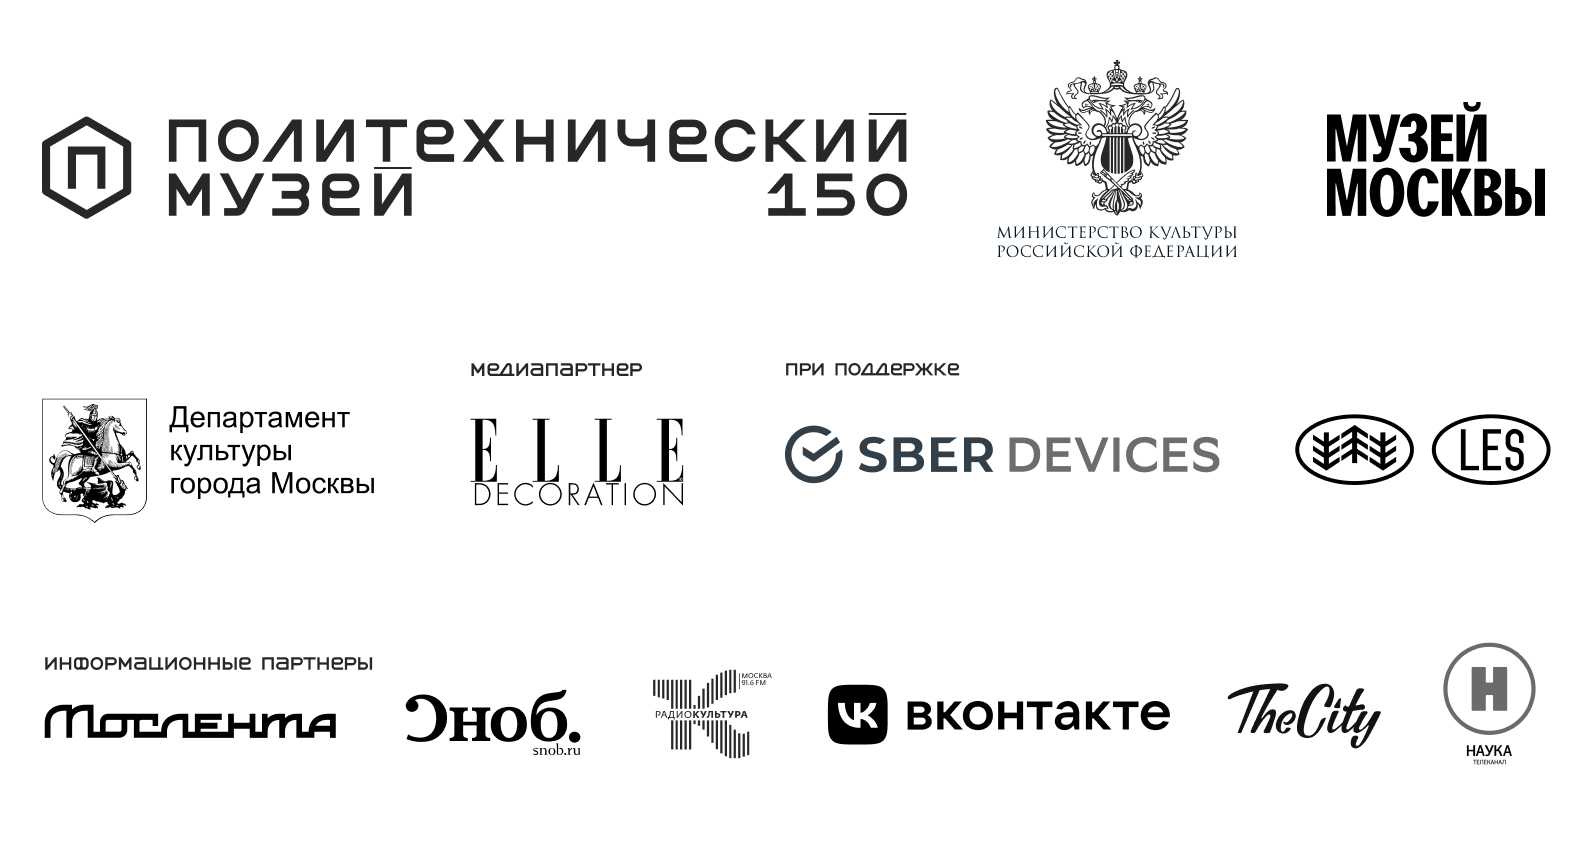 П
ПОЛИТЕХНИЧЕСКИЙ
МУЗЕЙ 150
МИНИСТЕРСТВО КУЛЬТУРЫ
РОССИЙСКОЙ ФЕДЕРАЦИИ
МУЗЕЙ
МОСКВЫ
Департамент
культуры
города Москвы
медиапартнер
ELLE
DECORATION
при поддержке
SBER DEVICES
LES
информационные партнеры
Мослента
Сноб.
snob.ru
МОСКВА
91.6 FM
РАДИОКУЛЬТУРА
К
VK вконтакте
TheCity
Н
НАУКА
ТЕЛЕКАНАЛ